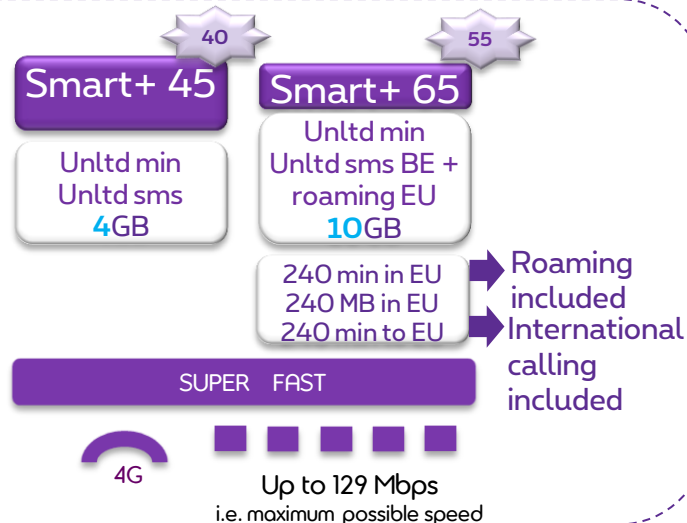 40
Smart+ 45
Unltd min
Unltd sms
4GB
55
Smart+ 65
Unltd min
Unltd sms BE +
roaming EU
10GB
240 min in EU
240 MB in EU
240 min to EU
Roaming
included
International
calling
included
SUPER FAST
4G
Up to 129 Mbps
i.e. maximum possible speed